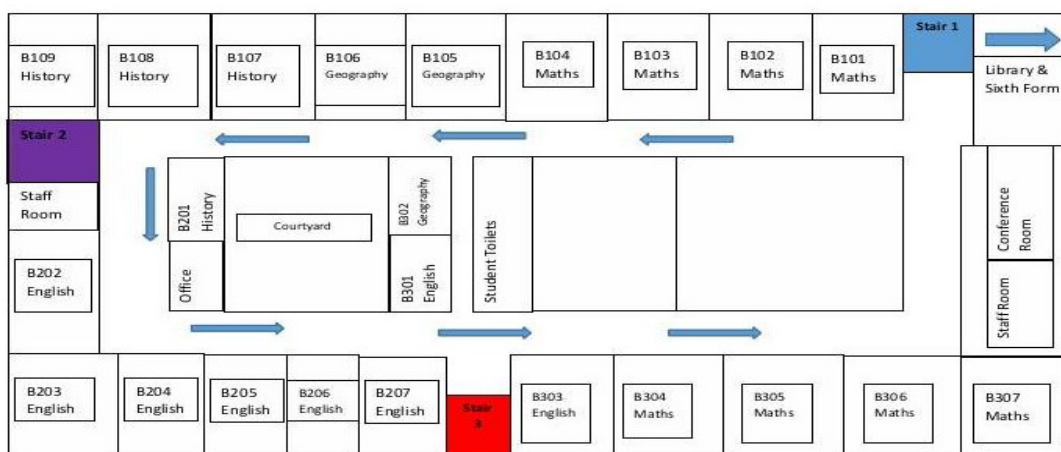 B109
History
B108
History
B107
History
B106
Geography
B105
Geography
B104
Maths
B103
Maths
B102
Maths
B101
Maths
Stair 1
Library &
Sixth Form
Stair 2
Staff
Room
B201
History
Courtyard
B302
Geography
Student Toilets
Conference
Room
B202
English
Office
B301
English
Staff Room
B203
English
B204
English
B205
English
B206
English
B207
English
Stair
3
B303
English
B304
Maths
B305
Maths
B306
Maths
B307
Maths